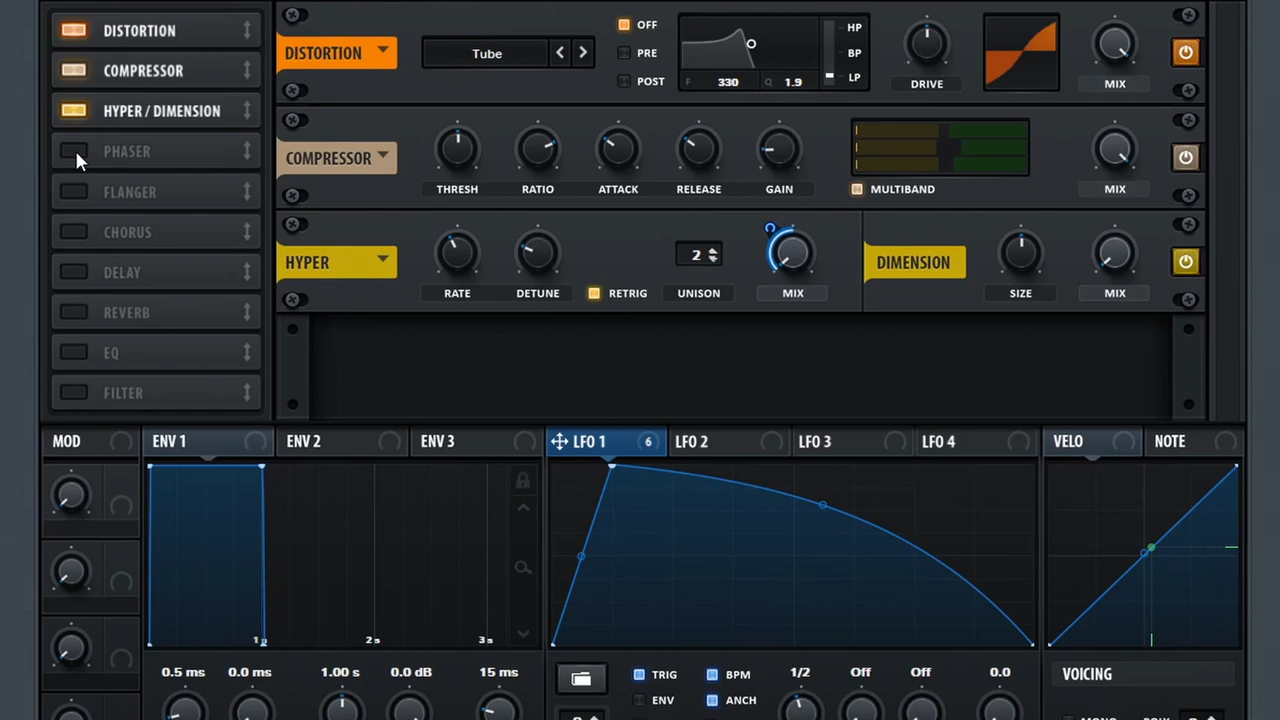 DISTORTION
COMPRESSOR
HYPER / DIMENSION
PHASER
FLANGER
CHORUS
DELAY
REVERB
EQ
FILTER
DISTORTION
Tube
OFF
PRE
POST
F 330 Q 1.9
HP
BP
LP
DRIVE
MIX
COMPRESSOR
THRESH
RATIO
ATTACK
RELEASE
GAIN
MULTIBAND
MIX
HYPER
RATE
DETUNE
RETRIG
2
UNISON
MIX
DIMENSION
SIZE
MIX
MOD
ENV 1
ENV 2
ENV 3
LFO 1 6
LFO 2
LFO 3
LFO 4
VELO
NOTE
2s
3s
0.5 ms
0.0 ms
1.00 s
0.0 dB
15 ms
TRIG
BPM
ENV
ANCH
1/2
Off
Off
0.0
VOICING